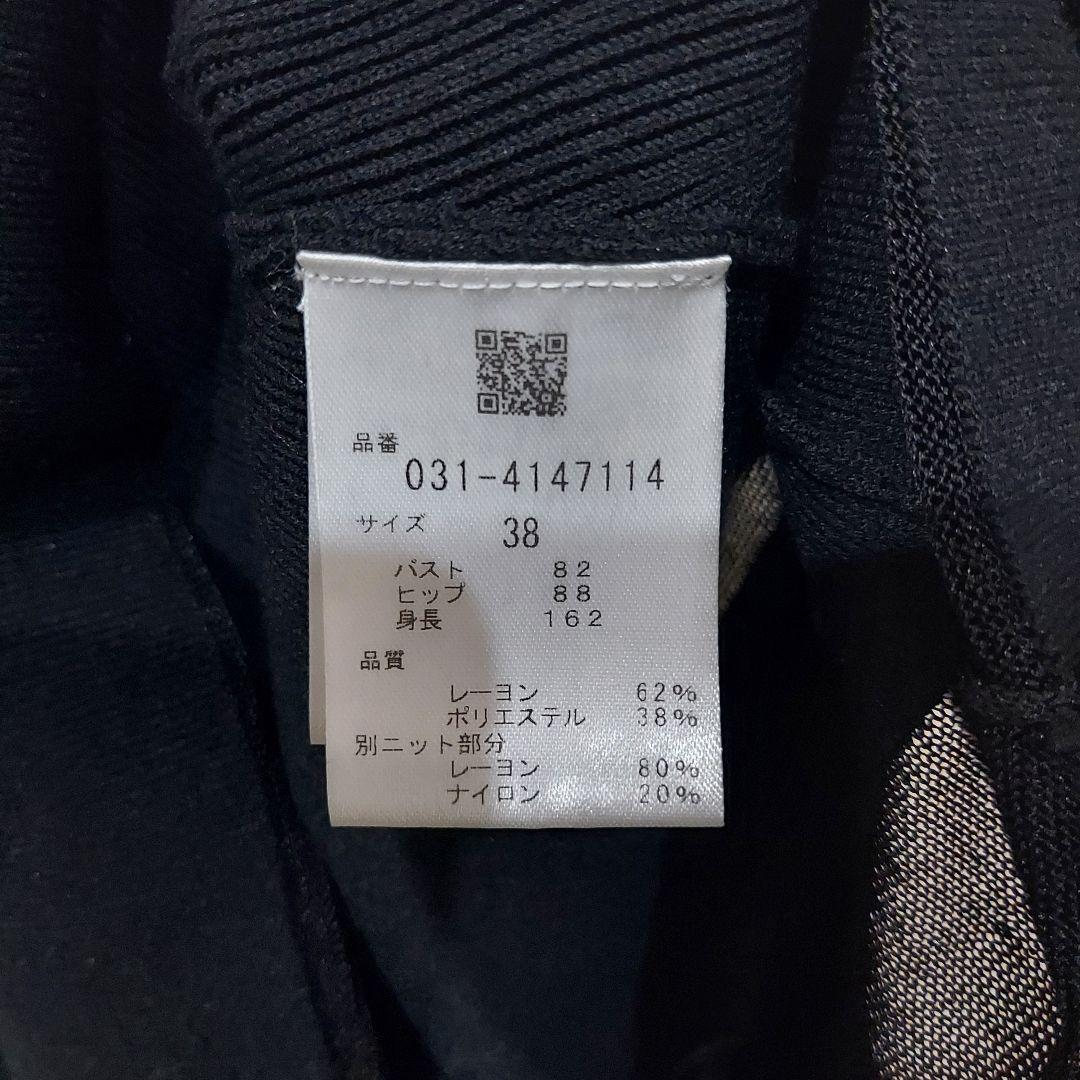 品番
031-4147114
サイズ 38
バスト 82
ヒップ 88
身長 162
品質
レーヨン 62%
ポリエステル 38%
別ニット部分
レーヨン 80%
ナイロン 20%